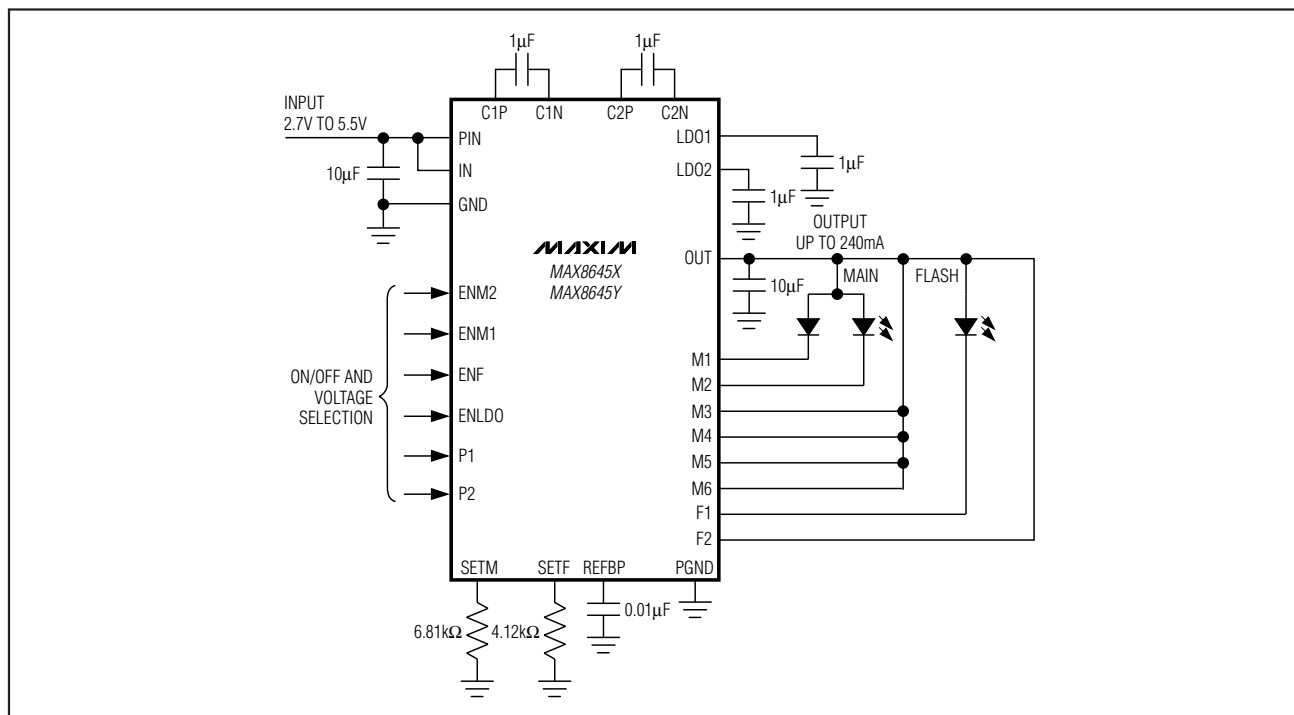 1µF
1µF
C1P
C1N
C2P
C2N
INPUT
2.7V TO 5.5V
PIN
IN
10µF
GND
LDO1
1µF
LDO2
1µF
MAXIM
MAX8645X
MAX8645Y
OUTPUT
UP TO 240mA
OUT
MAIN
FLASH
10µF
ENM2
ENM1
ENF
ENLDO
P1
P2
ON/OFF AND
VOLTAGE
SELECTION
M1
M2
M3
M4
M5
M6
F1
F2
SETM
SETF
REFBP
PGND
6.81kΩ
4.12kΩ
0.01µF